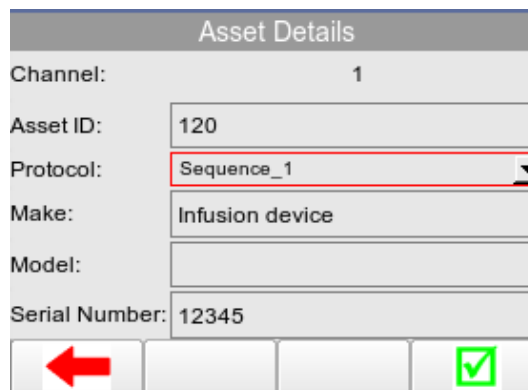 Asset Details
Channel: 1
Asset ID: 120
Protocol: Sequence_1
Make: Infusion device
Model:
Serial Number: 12345